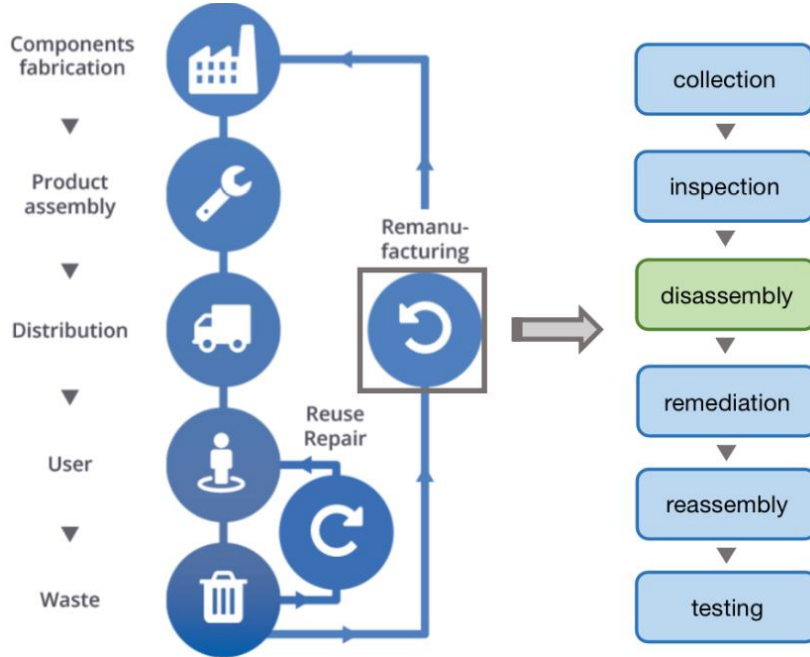 Components
fabrication
Product
assembly
Distribution
User
Waste
Reuse
Repair
Remanu-
facturing
collection
inspection
disassembly
remediation
reassembly
testing